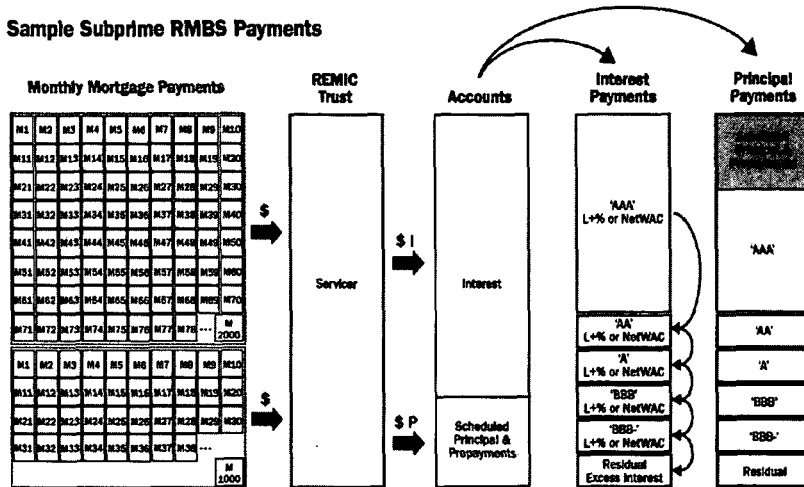 Sample Subprime RMBS Payments
Monthly Mortgage Payments
REMIC
Trust
Accounts
Interest
Payments
Principal
Payments
M1 M2 M3 M4 M5 M6 M7 M8 M9 M10
M11 M12 M13 M14 M15 M16 M17 M18 M19 M20
M21 M22 M23 M24 M25 M26 M27 M28 M29 M30
M31 M32 M33 M34 M35 M36 M37 M38 M39 M40
M41 M42 M43 M44 M45 M46 M47 M48 M49 M50
M51 M52 M53 M54 M55 M56 M57 M58 M59 M60
M61 M62 M63 M64 M65 M66 M67 M68 M69 M70
M71 M72 M73 M74 M75 M76 M77 M78 ... M
2000
M1 M2 M3 M4 M5 M6 M7 M8 M9 M10
M11 M12 M13 M14 M15 M16 M17 M18 M19 M20
M21 M22 M23 M24 M25 M26 M27 M28 M29 M30
M31 M32 M33 M34 M35 M36 M37 M38 ...
M
1000
$
$
Servicer
$ I
$ P
Interest
Scheduled
Principal &
Prepayments
'AAA'
L+% or NetWAC
'AA'
L+% or NetWAC
'A'
L+% or NetWAC
'BBB'
L+% or NetWAC
'BBB-'
L+% or NetWAC
Residual
Excess Interest
'AAA'
'AA'
'A'
'BBB'
'BBB-'
Residual